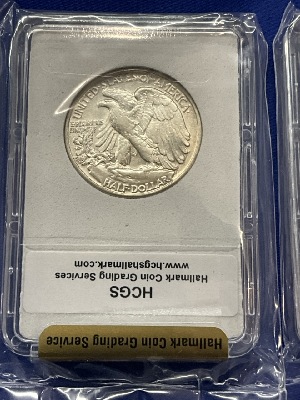 UNITED STATES OF AMERICA
HALF DOLLAR
HCGS
Hallmark Coin Grading Services
www.hcgshallmark.com
Hallmark Coin Grading Service